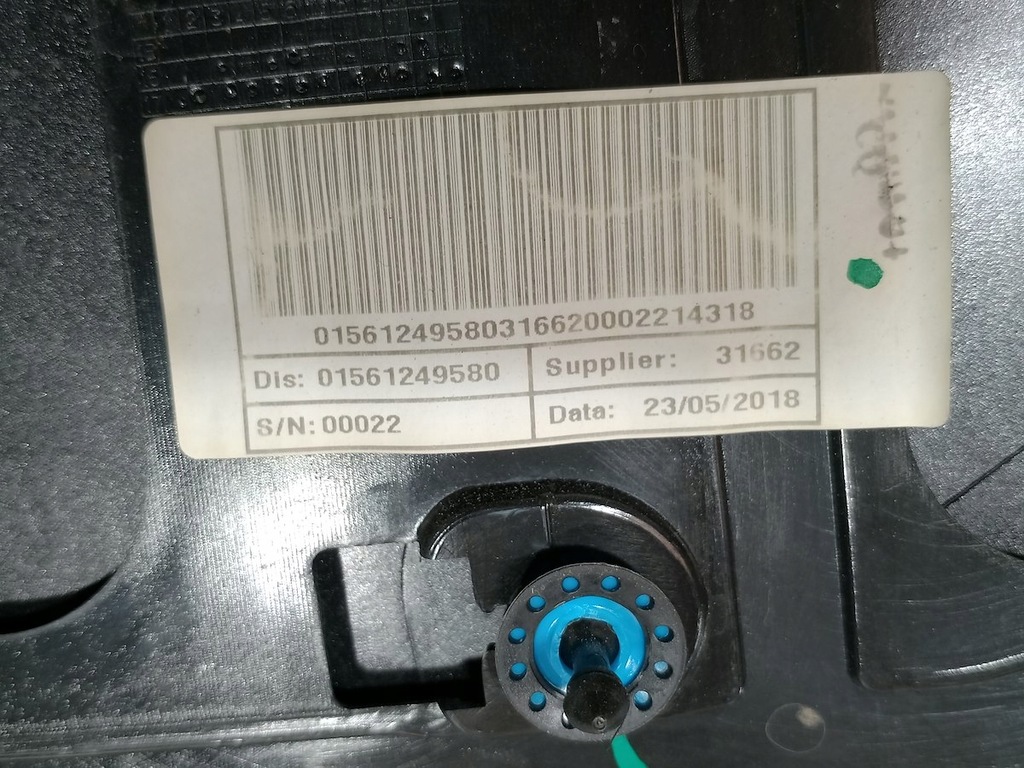 01561249580316620002214318
Dis: 01561249580
Supplier: 31662
S/N: 00022
Data: 23/05/2018